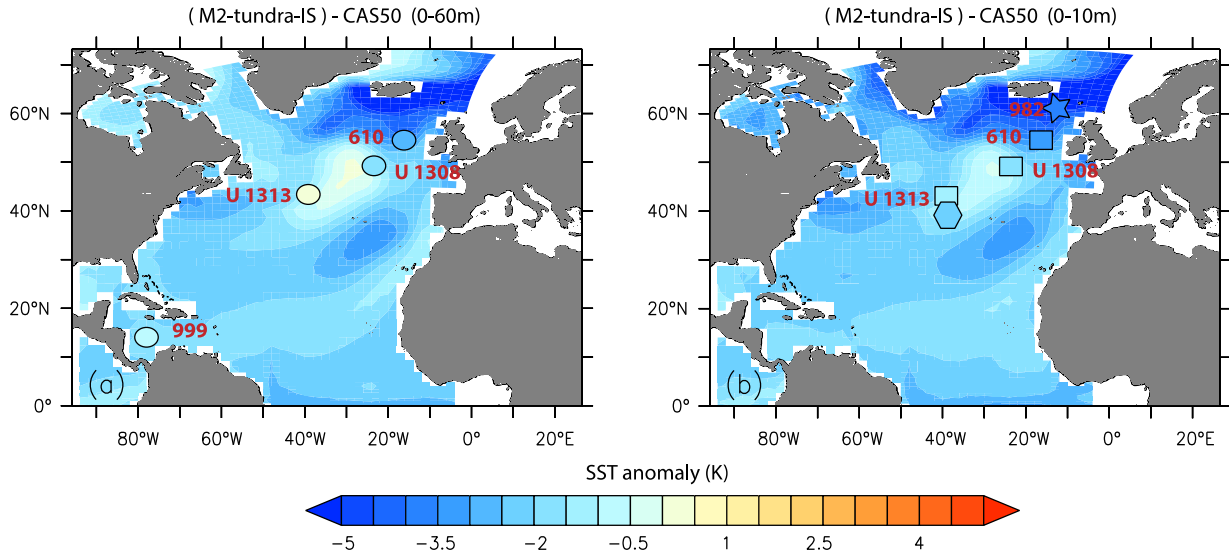 ( M2-tundra-IS ) - CAS50 (0-60m)
( M2-tundra-IS ) - CAS50 (0-10m)
60°N
40°N
20°N
0°
610
U 1308
U 1313
999
(a)
80°W 60°W 40°W 20°W 0° 20°E
60°N
40°N
20°N
0°
982
610
U 1308
U 1313
(b)
80°W 60°W 40°W 20°W 0° 20°E
SST anomaly (K)
-5 -3.5 -2 -0.5 1 2.5 4